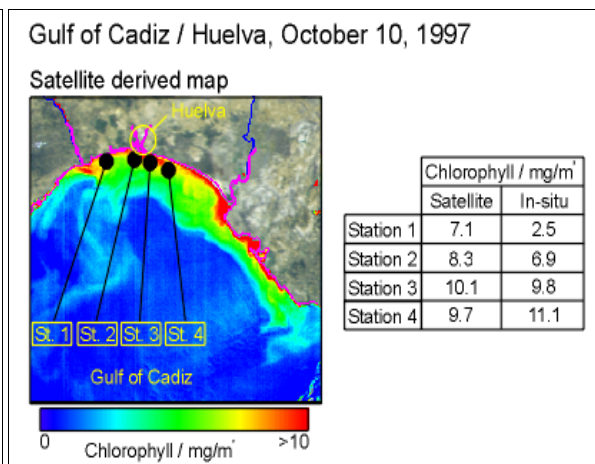 Gulf of Cadiz / Huelva, October 10, 1997
Satellite derived map
Huelva
St. 1 St. 2 St. 3 St. 4
Gulf of Cadiz
0 >10
Chlorophyll / mg/m³
Chlorophyll / mg/m³
Satellite In-situ
Station 1 7.1 2.5
Station 2 8.3 6.9
Station 3 10.1 9.8
Station 4 9.7 11.1